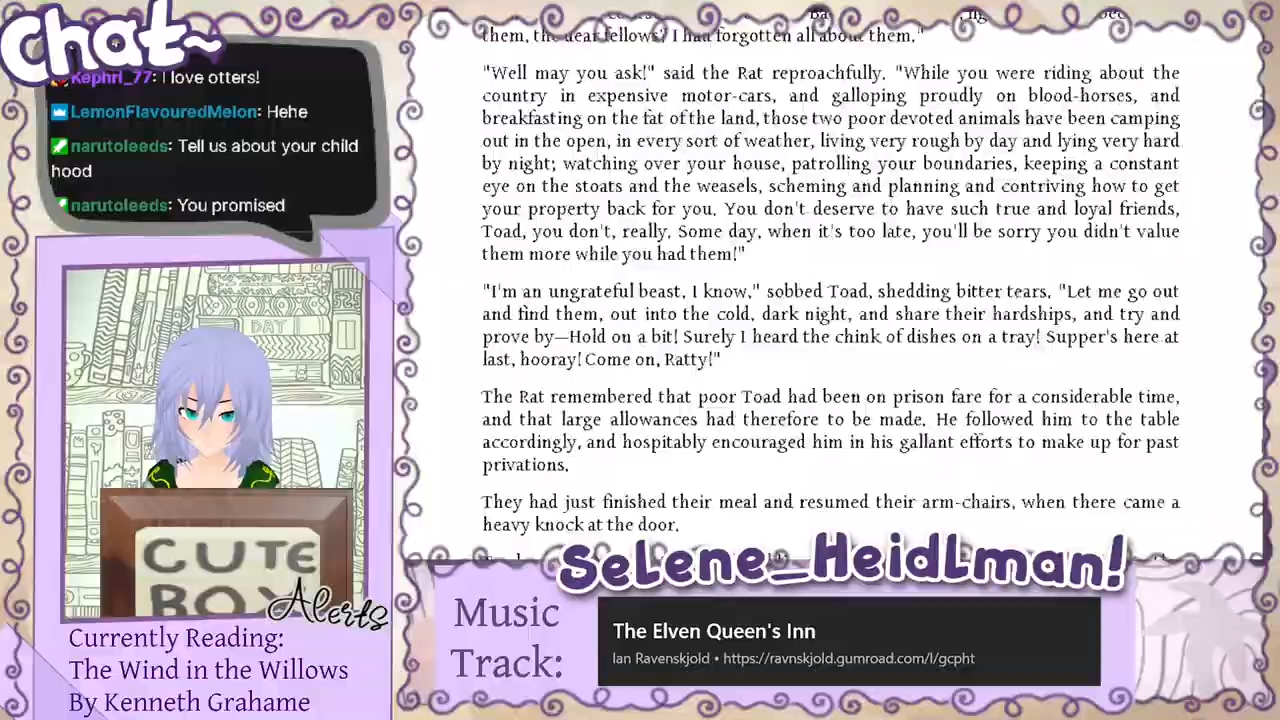 Chat~
Kephri_77: I love otters!
LemonFlavouredMelon: Hehe
narutoleeds: Tell us about your child
hood
narutoleeds: You promised
DAY 1
CUTE
BOX
Alerts
Currently Reading:
The Wind in the Willows
By Kenneth Grahame
them, the dear fellows; I had forgotten all about them."
"Well may you ask!" said the Rat reproachfully. "While you were riding about the
country in expensive motor-cars, and galloping proudly on blood-horses, and
breakfasting on the fat of the land, those two poor devoted animals have been camping
out in the open, in every sort of weather, living very rough by day and lying very hard
by night; watching over your house, patrolling your boundaries, keeping a constant
eye on the stoats and the weasels, scheming and planning and contriving how to get
your property back for you. You don't deserve to have such true and loyal friends,
Toad, you don't, really. Some day, when it's too late, you'll be sorry you didn't value
them more while you had them!"
"I'm an ungrateful beast, I know," sobbed Toad, shedding bitter tears. "Let me go out
and find them, out into the cold, dark night, and share their hardships, and try and
prove by—Hold on a bit! Surely I heard the chink of dishes on a tray! Supper's here at
last, hooray! Come on, Ratty!"
The Rat remembered that poor Toad had been on prison fare for a considerable time,
and that large allowances had therefore to be made. He followed him to the table
accordingly, and hospitably encouraged him in his gallant efforts to make up for past
privations.
They had just finished their meal and resumed their arm-chairs, when there came a
heavy knock at the door.
Selene_Heidlman!
Music
Track:
The Elven Queen's Inn
Ian Ravenskjold • https://ravnskjold.gumroad.com/l/gcpht